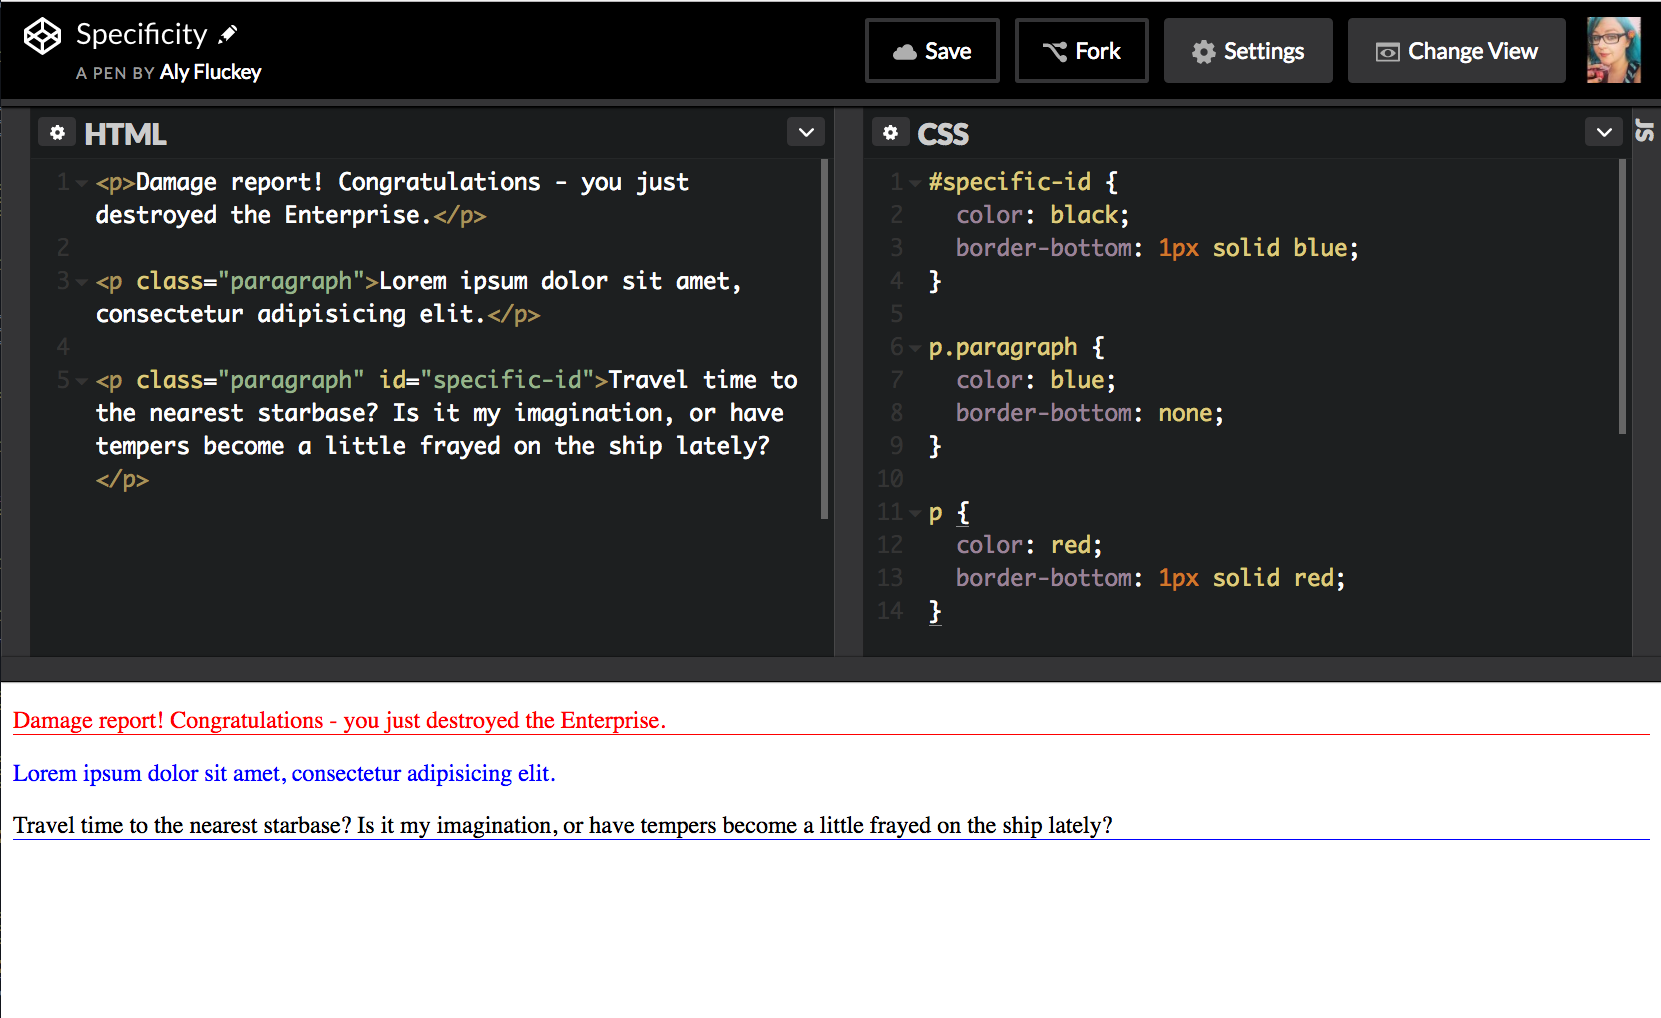 Specificity
A PEN BY Aly Fluckey
Save
Fork
Settings
Change View
HTML
1 <p>Damage report! Congratulations - you just
destroyed the Enterprise.</p>
2
3 <p class="paragraph">Lorem ipsum dolor sit amet,
consectetur adipisicing elit.</p>
4
5 <p class="paragraph" id="specific-id">Travel time to
the nearest starbase? Is it my imagination, or have
tempers become a little frayed on the ship lately?
</p>
CSS
1 #specific-id {
2 color: black;
3 border-bottom: 1px solid blue;
4 }
5
6 p.paragraph {
7 color: blue;
8 border-bottom: none;
9 }
10
11 p {
12 color: red;
13 border-bottom: 1px solid red;
14 }
JS
Damage report! Congratulations - you just destroyed the Enterprise.
Lorem ipsum dolor sit amet, consectetur adipisicing elit.
Travel time to the nearest starbase? Is it my imagination, or have tempers become a little frayed on the ship lately?